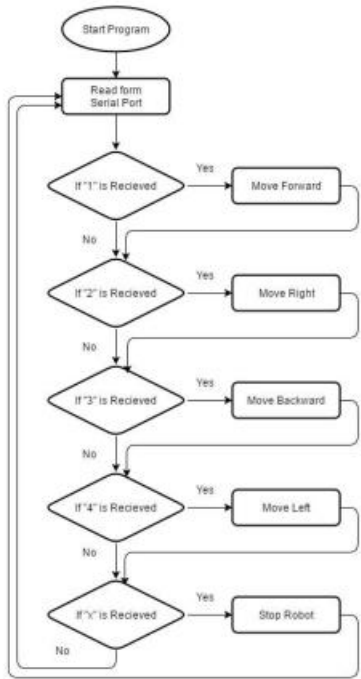 Start Program
Read form
Serial Port
If "1" is Recieved
Yes
Move Forward
No
If "2" is Recieved
Yes
Move Right
No
If "3" is Recieved
Yes
Move Backward
No
If "4" is Recieved
Yes
Move Left
No
If "x" is Recieved
Yes
Stop Robot
No